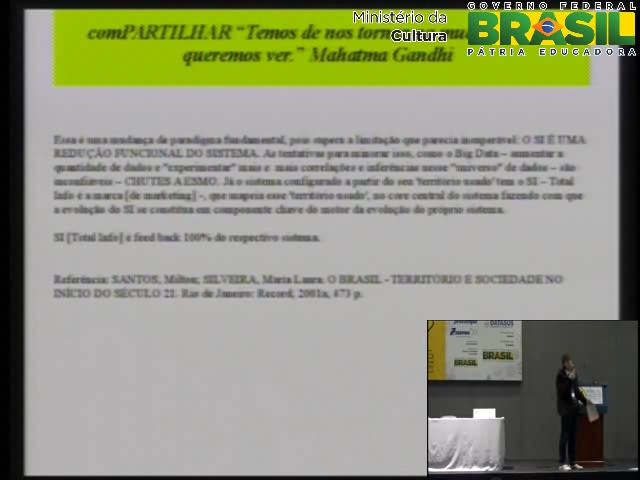 GOVERNO FEDERAL
Ministério da
Cultura
BRASIL
PÁTRIA EDUCADORA
comPARTILHAR “Temos de nos
queremos ver.” Mahatma Gandhi
Essa é uma mudança de paradigma fundamental, pois supera a limitação que parecia insuperável: O SI É UMA
REDUÇÃO FUNCIONAL DO SISTEMA. As tentativas para minorar isso, como o Big Data – aumentar a
quantidade de dados e "experimentar" mais e mais correlações e inferências nesse "universo" de dados – são
inconfiáveis – CHUTES A ESMO. Já o sistema configurado a partir do seu 'território usado' tem o SI – Total
Info é a marca [de marketing] -, que mapeia esse 'território usado', no core central do sistema fazendo com que
a evolução do SI se constitua em componente chave do motor da evolução do próprio sistema.
SI [Total Info] é feed back 100% do respectivo sistema.
Referência: SANTOS, Milton; SILVEIRA, Maria Laura. O BRASIL - TERRITÓRIO E SOCIEDADE NO
INÍCIO DO SÉCULO 21. Rio de Janeiro: Record, 2001a, 473 p.
DATASUS
BRASIL
BRASIL